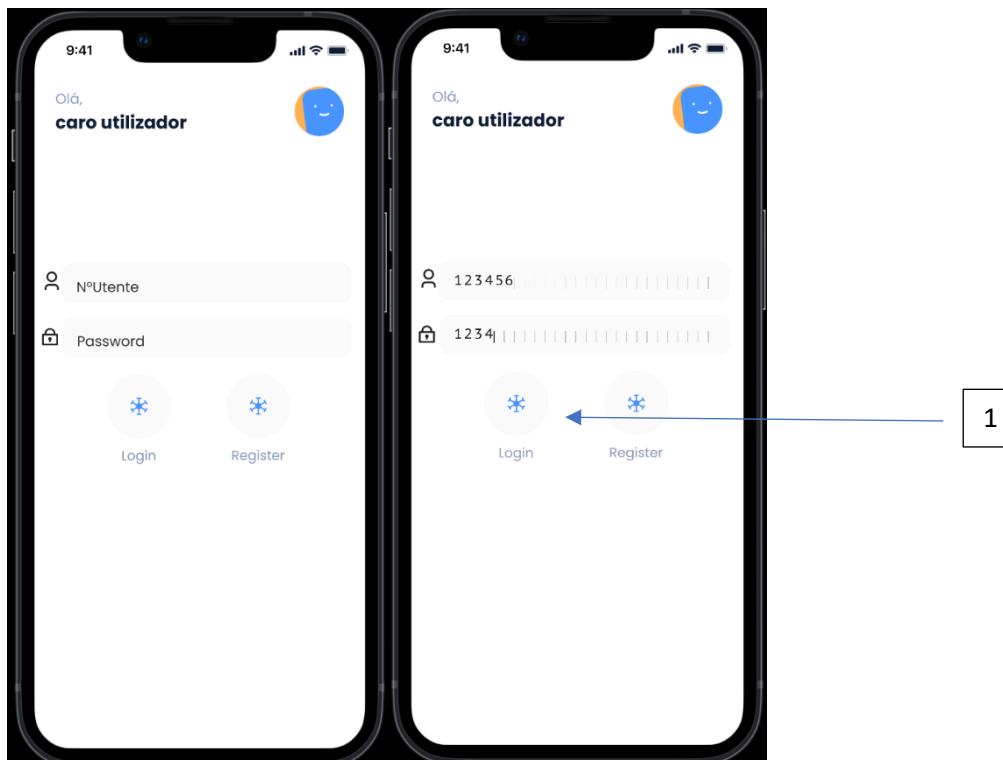 9:41
Olá,
caro utilizador
NºUtente
Password
Login Register
9:41
Olá,
caro utilizador
123456
1234
Login Register
1